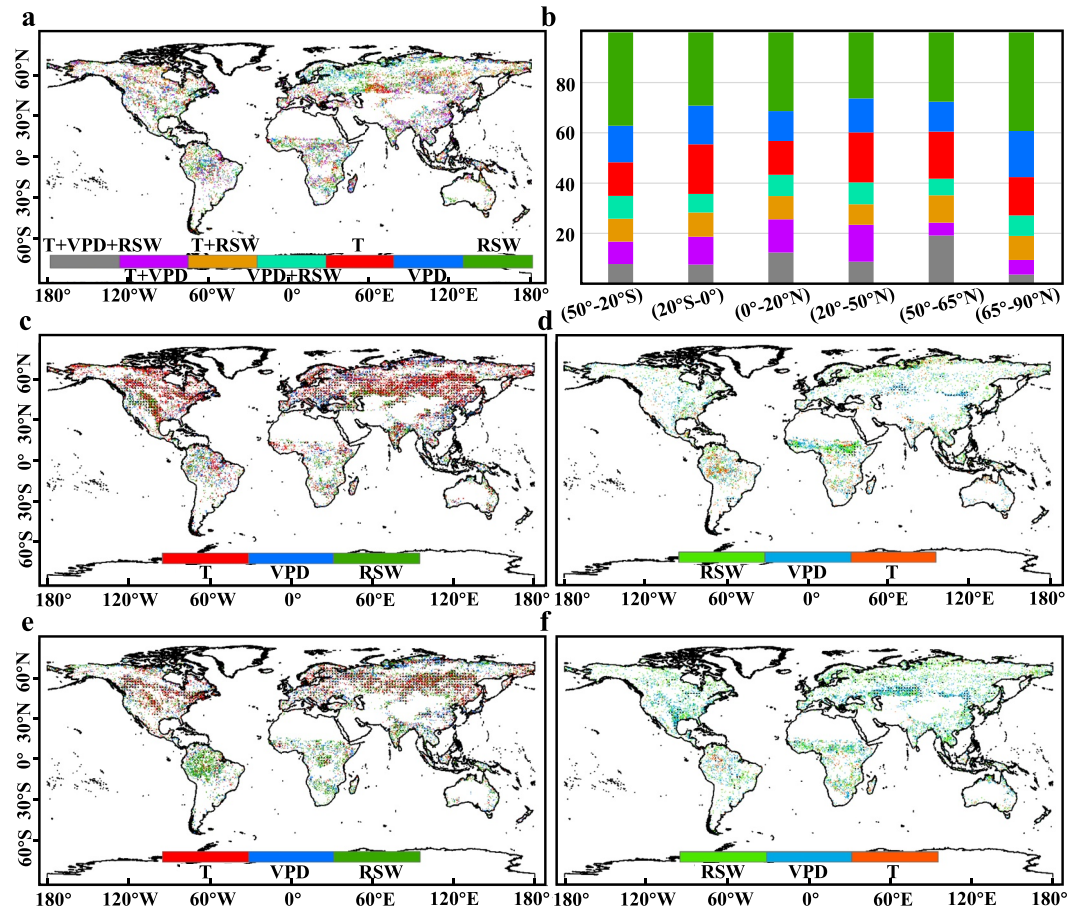 a
60°N
30°N
0°
30°S
60°S
T+VPD+RSW T+RSW T RSW
T+VPD VPD+RSW VPD
180° 120°W 60°W 0° 60°E 120°E 180°
b
80
60
40
20
(50°-20°S) (20°S-0°) (0°-20°N) (20°-50°N) (50°-65°N) (65°-90°N)
c
60°N
30°N
0°
30°S
60°S
T VPD RSW
180° 120°W 60°W 0° 60°E 120°E 180°
d
RSW VPD T
180° 120°W 60°W 0° 60°E 120°E 180°
e
60°N
30°N
0°
30°S
60°S
T VPD RSW
180° 120°W 60°W 0° 60°E 120°E 180°
f
RSW VPD T
180° 120°W 60°W 0° 60°E 120°E 180°